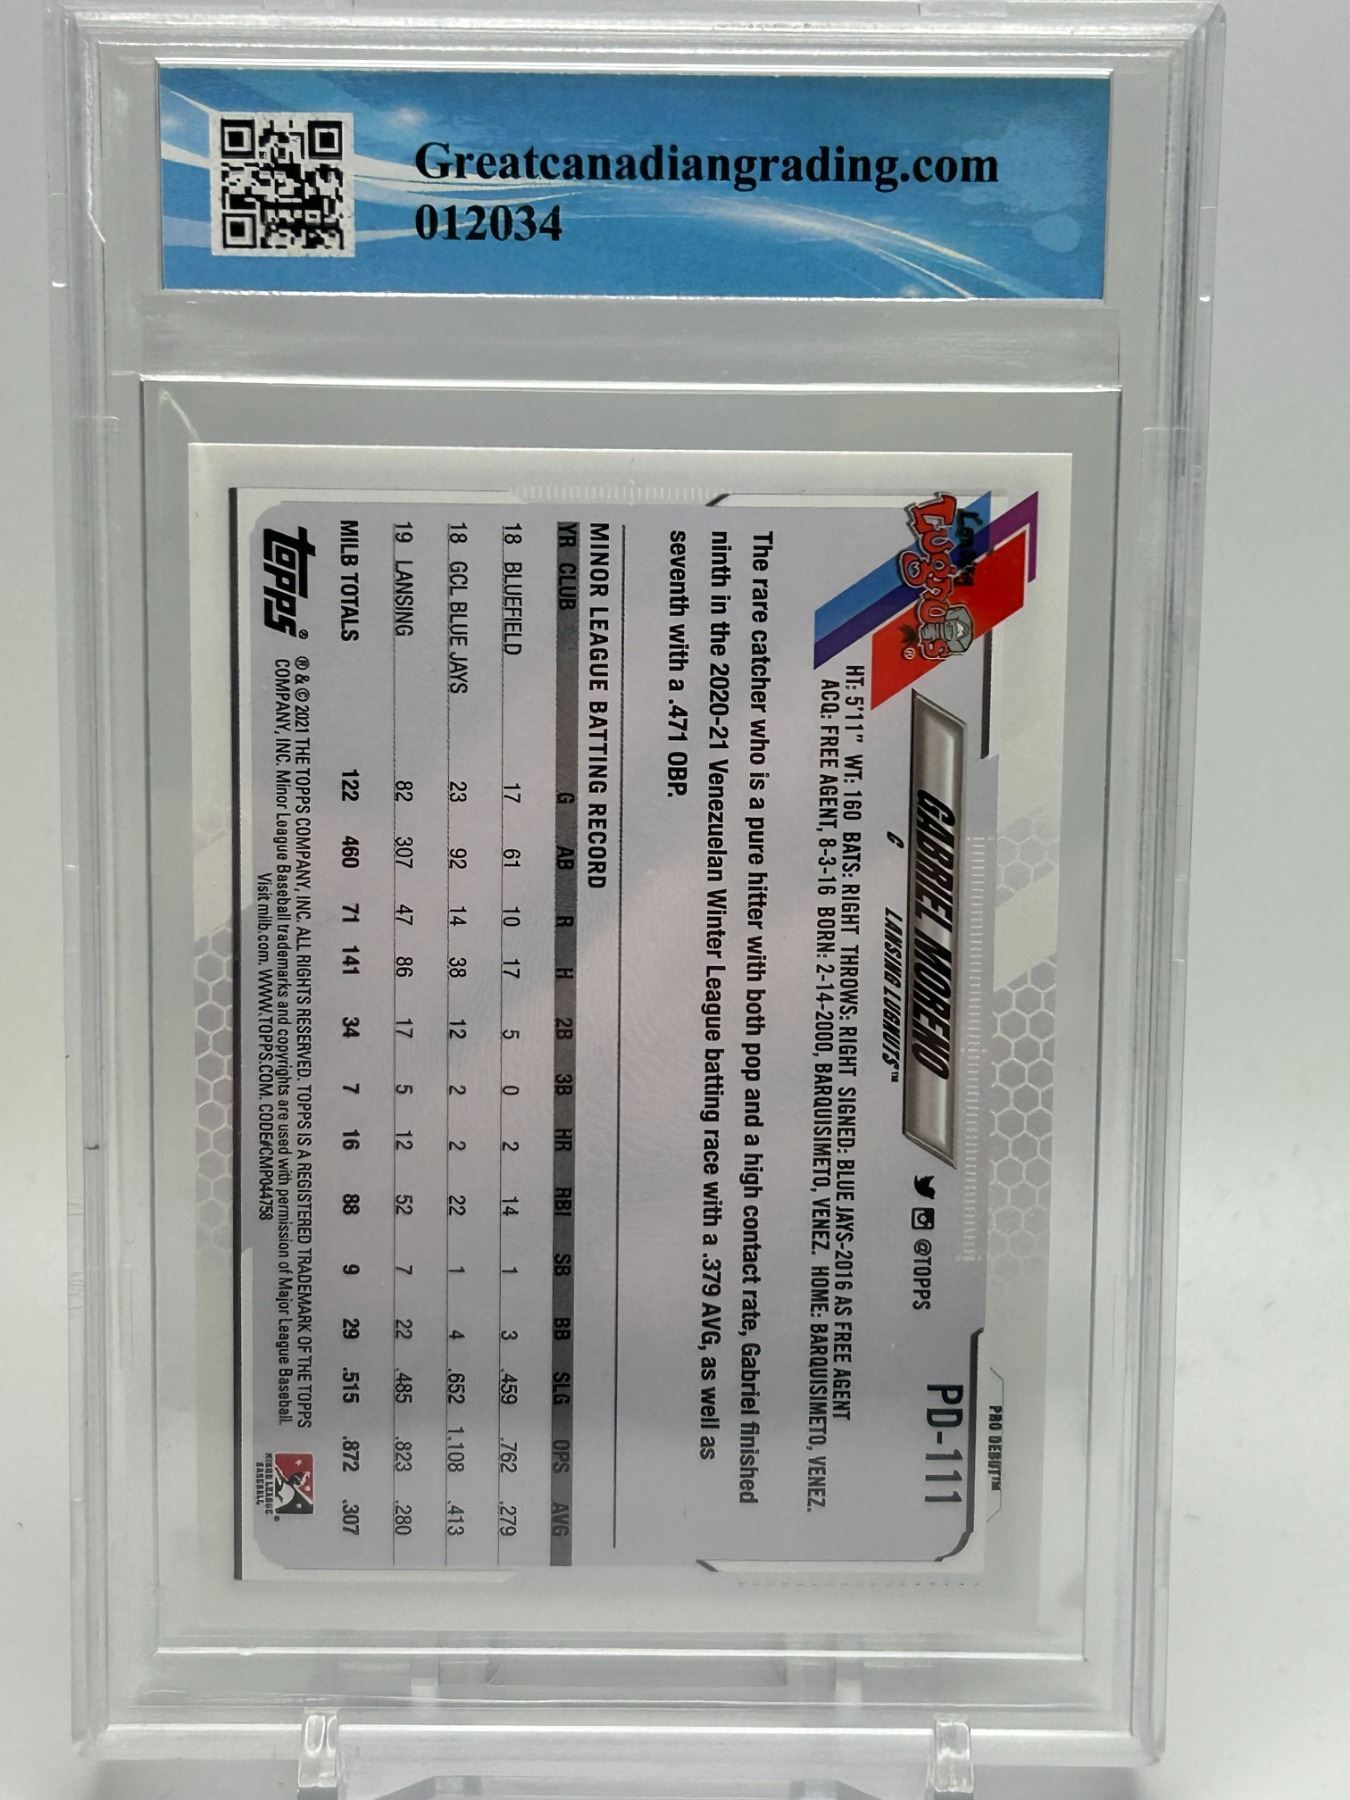 Greatcanadiangrading.com
012034
PRO DEBUT™
PD-111
Lansing
Lugnuts®
GABRIEL MORENO
@TOPPS
C LANSING LUGNUTS™
HT: 5'11" WT: 160 BATS: RIGHT THROWS: RIGHT SIGNED: BLUE JAYS-2016 AS FREE AGENT
ACQ: FREE AGENT, 8-3-16 BORN: 2-14-2000, BARQUISIMETO, VENEZ. HOME: BARQUISIMETO, VENEZ.
The rare catcher who is a pure hitter with both pop and a high contact rate, Gabriel finished
ninth in the 2020-21 Venezuelan Winter League batting race with a .379 AVG, as well as
seventh with a .471 OBP.
MINOR LEAGUE BATTING RECORD
YR CLUB G AB R H 2B 3B HR RBI SB BB SLG OPS AVG
18 BLUEFIELD 17 61 10 17 5 0 2 14 1 3 .459 .762 .279
18 GCL BLUE JAYS 23 92 14 38 12 2 2 22 1 4 .652 1.108 .413
19 LANSING 82 307 47 86 17 5 12 52 7 22 .485 .823 .280
MILB TOTALS 122 460 71 141 34 7 16 88 9 29 .515 .872 .307
topps®
® & © 2021 THE TOPPS COMPANY, INC. ALL RIGHTS RESERVED. TOPPS IS A REGISTERED TRADEMARK OF THE TOPPS
COMPANY, INC. Minor League Baseball trademarks and copyrights are used with permission of Major League Baseball.
Visit milb.com. WWW.TOPPS.COM. CODE#CMP044758
MINOR LEAGUE
BASEBALL